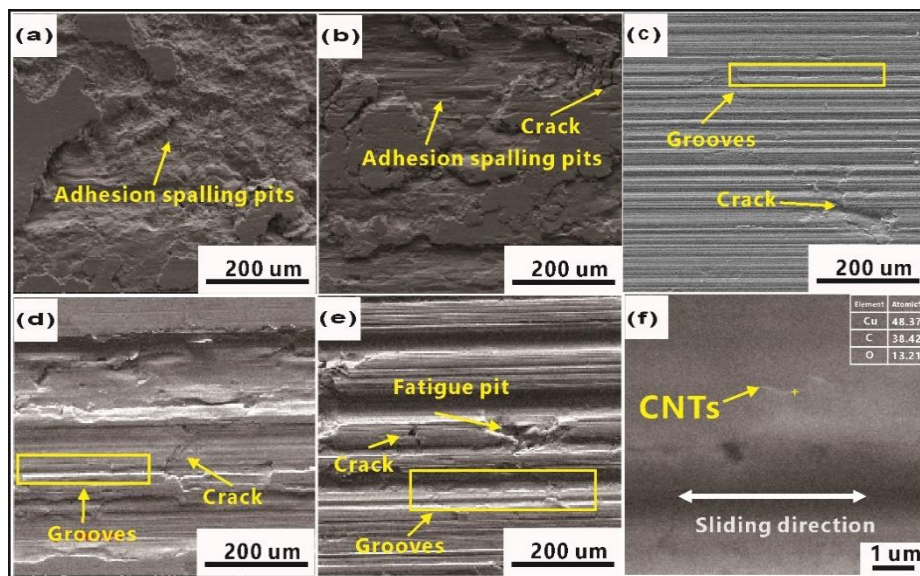 (a)
Adhesion spalling pits
200 um
(b)
Crack
Adhesion spalling pits
200 um
(c)
Grooves
Crack
200 um
(d)
Crack
Grooves
200 um
(e)
Fatigue pit
Crack
Grooves
200 um
(f)
Element Atomic%
Cu 48.37
C 38.42
O 13.21
CNTs
Sliding direction
1 um